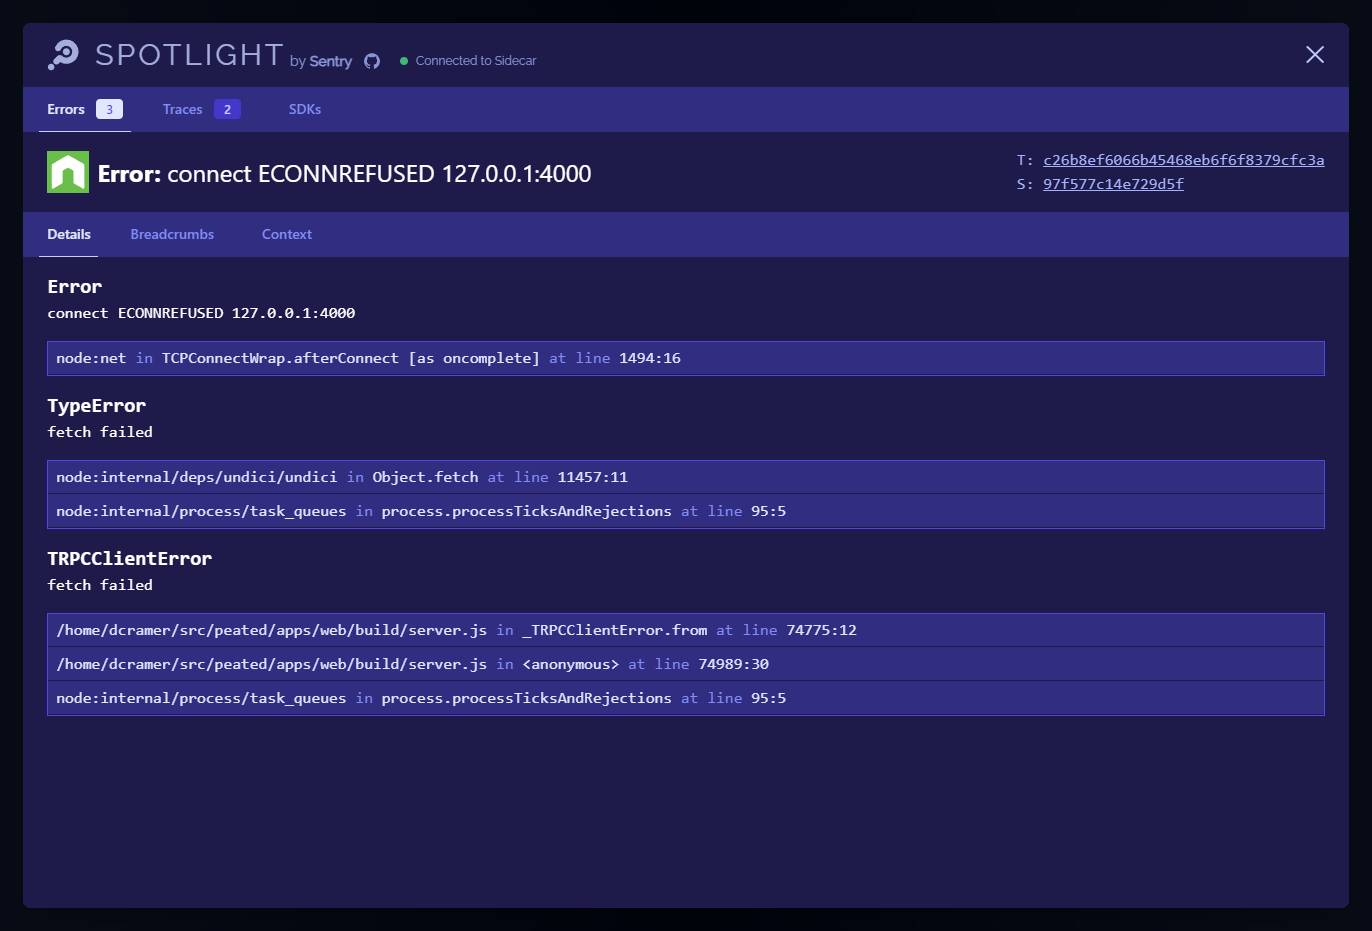 SPOTLIGHT by Sentry Connected to Sidecar
Errors 3 Traces 2 SDKs
Error: connect ECONNREFUSED 127.0.0.1:4000
T: c26b8ef6066b45468eb6f6f8379cfc3a
S: 97f577c14e729d5f
Details Breadcrumbs Context
Error
connect ECONNREFUSED 127.0.0.1:4000
node:net in TCPConnectWrap.afterConnect [as oncomplete] at line 1494:16
TypeError
fetch failed
node:internal/deps/undici/undici in Object.fetch at line 11457:11
node:internal/process/task_queues in process.processTicksAndRejections at line 95:5
TRPCClientError
fetch failed
/home/dcramer/src/peated/apps/web/build/server.js in _TRPCClientError.from at line 74775:12
/home/dcramer/src/peated/apps/web/build/server.js in <anonymous> at line 74989:30
node:internal/process/task_queues in process.processTicksAndRejections at line 95:5